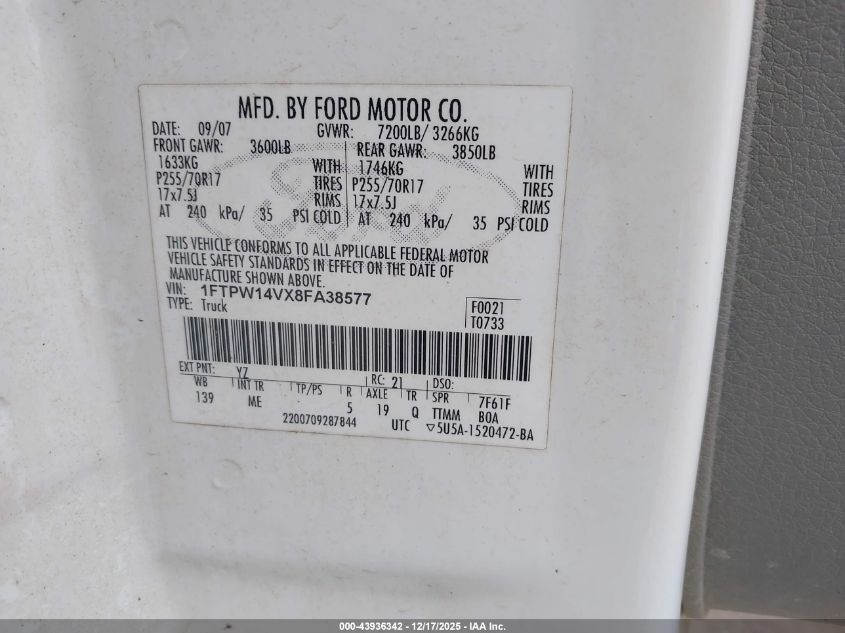 MFD. BY FORD MOTOR CO.
DATE: 09/07 GVWR: 7200LB/ 3266KG
FRONT GAWR: 3600LB REAR GAWR: 3850LB
1633KG WITH 1746KG WITH
P255/70R17 TIRES P255/70R17 TIRES
17x7.5J RIMS 17x7.5J RIMS
AT 240 kPa/ 35 PSI COLD AT 240 kPa/ 35 PSI COLD
Ford
THIS VEHICLE CONFORMS TO ALL APPLICABLE FEDERAL MOTOR
VEHICLE SAFETY STANDARDS IN EFFECT ON THE DATE OF
MANUFACTURE SHOWN ABOVE.
VIN: 1FTPW14VX8FA38577
TYPE: Truck F0021
T0733
EXT PNT: YZ RC: 21 DSO:
WB INT TR TP/PS R AXLE TR SPR 7F61F
139 ME 5 19 Q TTMM BOA
2200709287844 UTC ▽5U5A-1520472-BA
000-43936342 - 12/17/2025 - IAA Inc.